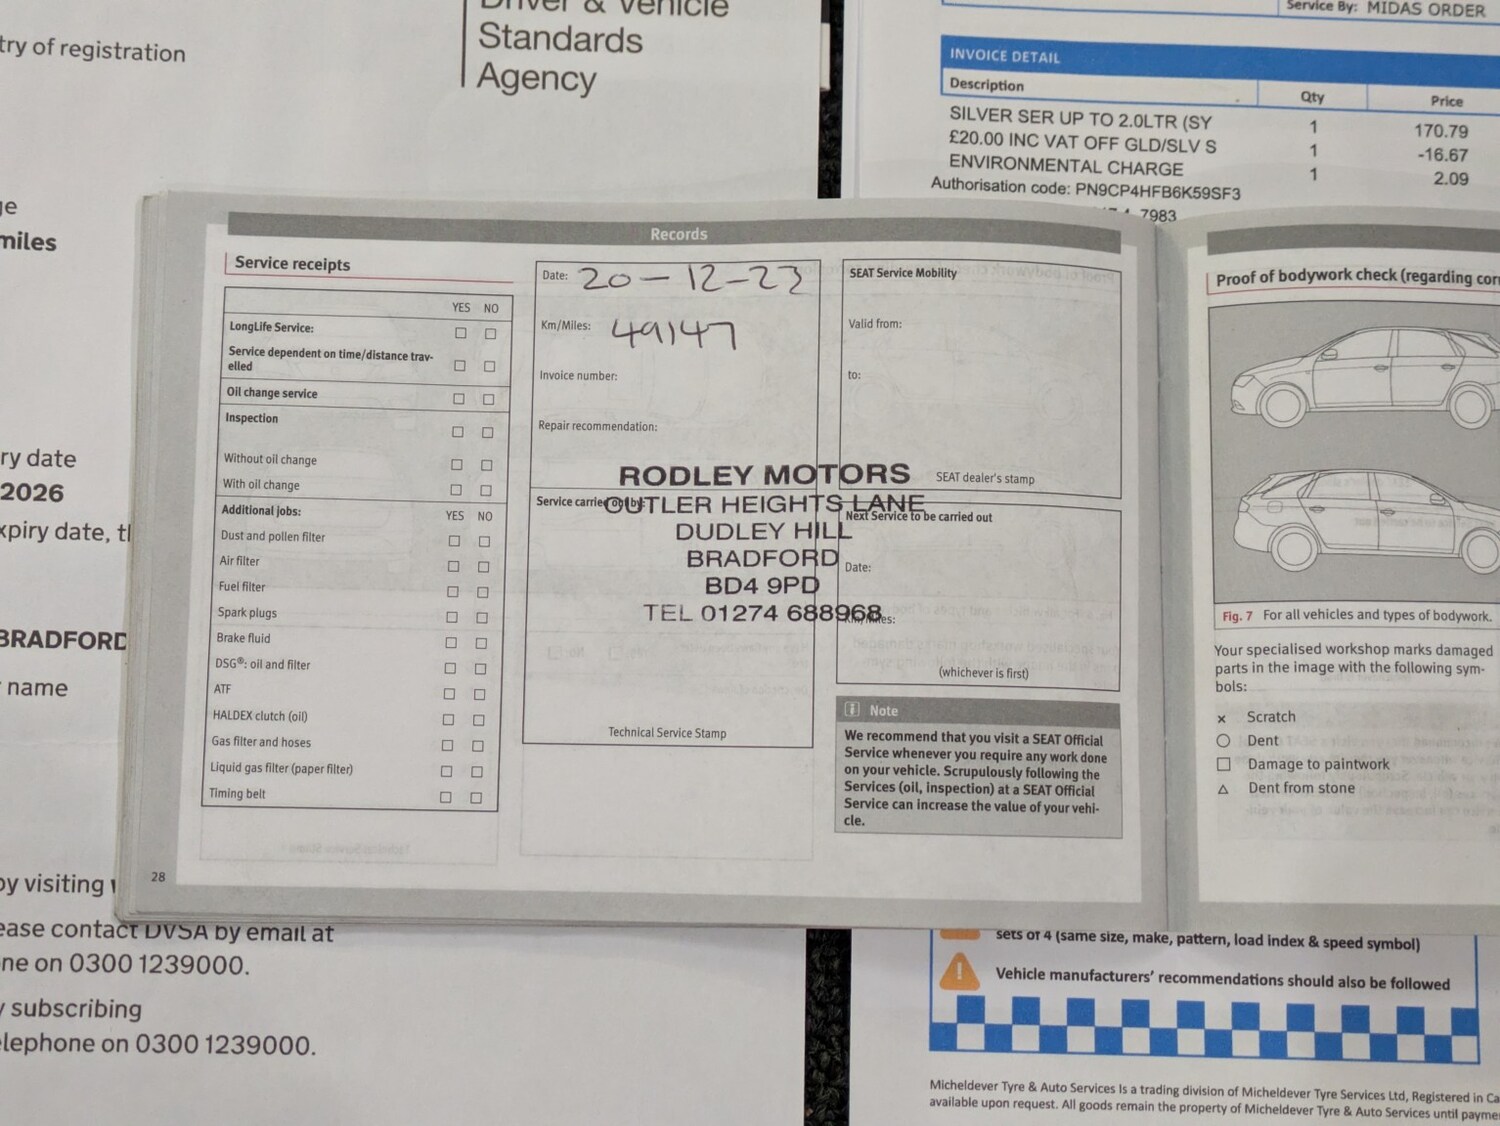 Driver & Vehicle
Standards
Agency
try of registration
ge
miles
ry date
2026
xpiry date, t
BRADFORD
name
by visiting
ease contact DVSA by email at
ne on 0300 1239000.
y subscribing
elephone on 0300 1239000.
Service By: MIDAS ORDER
INVOICE DETAIL
Description Qty Price
SILVER SER UP TO 2.0LTR (SY 1 170.79
£20.00 INC VAT OFF GLD/SLV S 1 -16.67
ENVIRONMENTAL CHARGE 1 2.09
Authorisation code: PN9CP4HFB6K59SF3
7983
Records
Service receipts
YES NO
LongLife Service:
Service dependent on time/distance trav-
elled
Oil change service
Inspection
Without oil change
With oil change
Additional jobs: YES NO
Dust and pollen filter
Air filter
Fuel filter
Spark plugs
Brake fluid
DSG®: oil and filter
ATF
HALDEX clutch (oil)
Gas filter and hoses
Liquid gas filter (paper filter)
Timing belt
28
Date: 20-12-23
Km/Miles: 49147
Invoice number:
Repair recommendation:
Service carried out by:
RODLEY MOTORS
CUTLER HEIGHTS LANE
DUDLEY HILL
BRADFORD
BD4 9PD
TEL 01274 688968
Technical Service Stamp
SEAT Service Mobility
Valid from:
to:
SEAT dealer's stamp
Next Service to be carried out
Date:
Km/Miles:
(whichever is first)
i Note
We recommend that you visit a SEAT Official
Service whenever you require any work done
on your vehicle. Scrupulously following the
Services (oil, inspection) at a SEAT Official
Service can increase the value of your vehi-
cle.
Proof of bodywork check (regarding corr
Fig. 7 For all vehicles and types of bodywork.
Your specialised workshop marks damaged
parts in the image with the following sym-
bols:
Scratch
Dent
Damage to paintwork
Dent from stone
sets of 4 (same size, make, pattern, load index & speed symbol)
Vehicle manufacturers' recommendations should also be followed
Micheldever Tyre & Auto Services Is a trading division of Micheldever Tyre Services Ltd, Registered in Ca
available upon request. All goods remain the property of Micheldever Tyre & Auto Services until payme